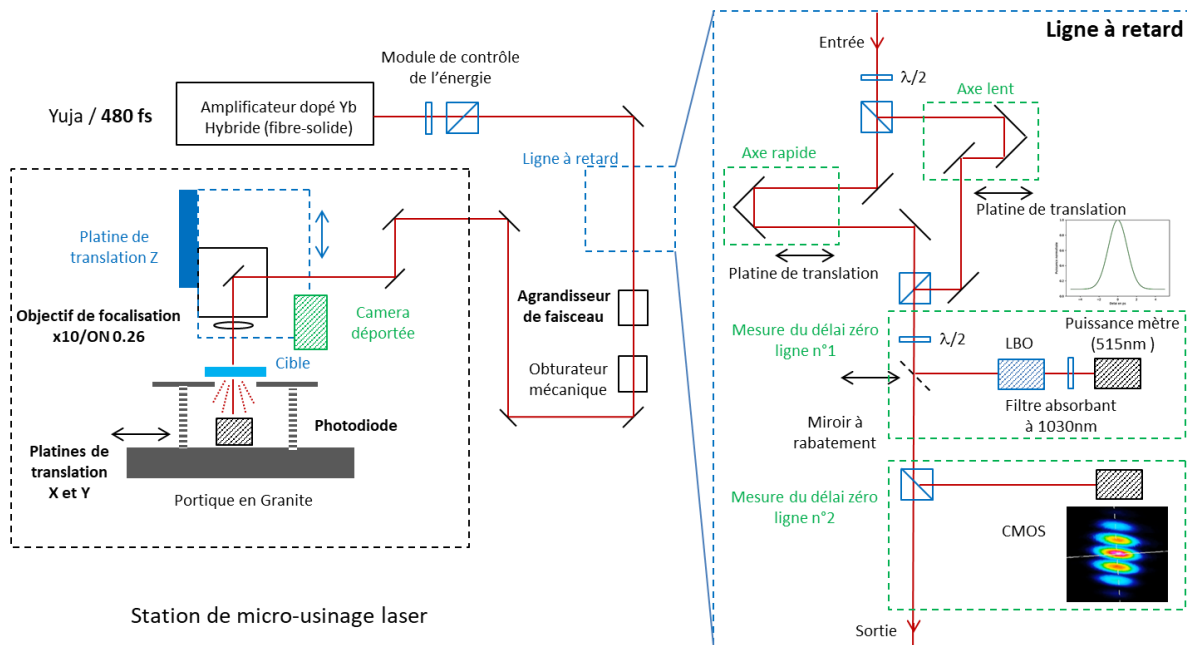 Module de contrôle
de l'énergie
Yuja / 480 fs
Amplificateur dopé Yb
Hybride (fibre-solide)
Ligne à retard
Platine de
translation Z
Objectif de focalisation
x10/ON 0.26
Camera
déportée
Cible
Agrandisseur
de faisceau
Obturateur
mécanique
Photodiode
Platines de
translation
X et Y
Portique en Granite
Station de micro-usinage laser
Ligne à retard
Entrée
λ/2
Axe lent
Axe rapide
Platine de translation
Platine de translation
Mesure du délai zéro
ligne n°1
λ/2
LBO
Puissance mètre
(515nm )
Filtre absorbant
à 1030nm
Miroir à
rabatement
Mesure du délai zéro
ligne n°2
CMOS
Sortie